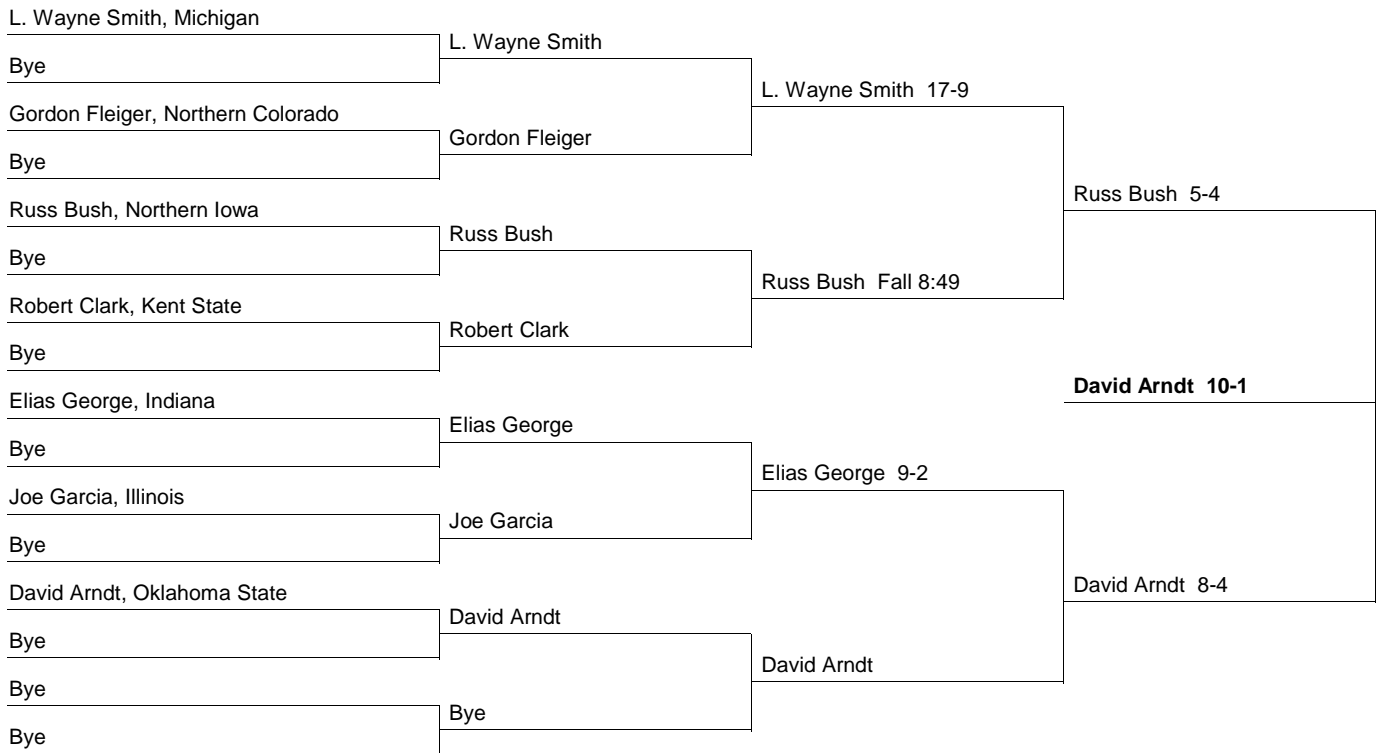 L. Wayne Smith, Michigan
Bye
Gordon Fleiger, Northern Colorado
Bye
Russ Bush, Northern Iowa
Bye
Robert Clark, Kent State
Bye
Elias George, Indiana
Bye
Joe Garcia, Illinois
Bye
David Arndt, Oklahoma State
Bye
Bye
Bye
L. Wayne Smith
Gordon Fleiger
Russ Bush
Robert Clark
Elias George
Joe Garcia
David Arndt
Bye
L. Wayne Smith 17-9
Russ Bush Fall 8:49
Elias George 9-2
David Arndt
Russ Bush 5-4
David Arndt 10-1
David Arndt 8-4